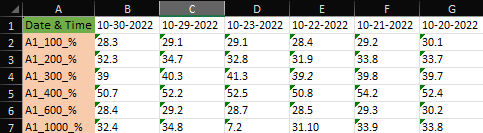 A B C D E F G
1 Date & Time 10-30-2022 10-29-2022 10-23-2022 10-22-2022 10-21-2022 10-20-2022
2 A1_100_% 28.3 29.1 29.1 28.4 29.2 30.1
3 A1_200_% 32.3 34.7 32.8 31.9 33.8 33.7
4 A1_300_% 39 40.3 41.3 39.2 39.8 39.7
5 A1_400_% 50.7 52.2 52.5 50.8 54.2 52.4
6 A1_600_% 28.4 29.2 28.7 28.5 29.3 30.2
7 A1_1000_% 32.4 34.8 7.2 31.10 33.9 33.8